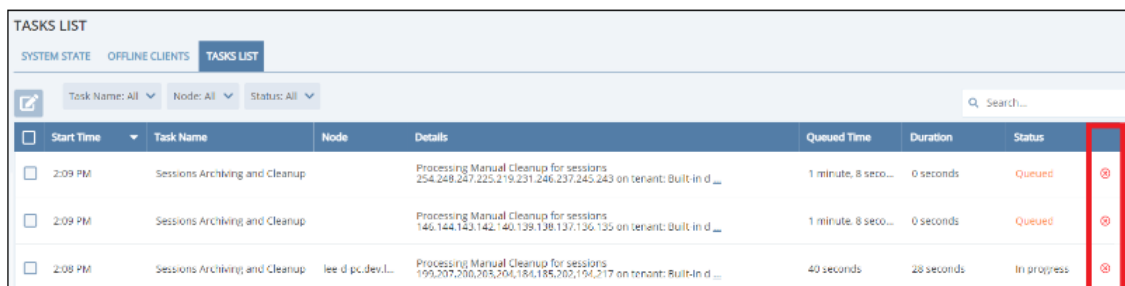 TASKS LIST
SYSTEM STATE OFFLINE CLIENTS TASKS LIST
Task Name: All Node: All Status: All Search...
Start Time Task Name Node Details Queued Time Duration Status
2:09 PM Sessions Archiving and Cleanup Processing Manual Cleanup for sessions 1 minute, 8 seco... 0 seconds Queued
254,248,247,225,219,231,246,237,245,243 on tenant: Built-in d ...
2:09 PM Sessions Archiving and Cleanup Processing Manual Cleanup for sessions 1 minute, 8 seco... 0 seconds Queued
146,144,143,142,140,139,138,137,136,135 on tenant: Built-in d ...
2:08 PM Sessions Archiving and Cleanup lee d pc.dev.l... Processing Manual Cleanup for sessions 40 seconds 28 seconds In progress
199,207,200,203,204,184,185,202,194,217 on tenant: Built-in d ...